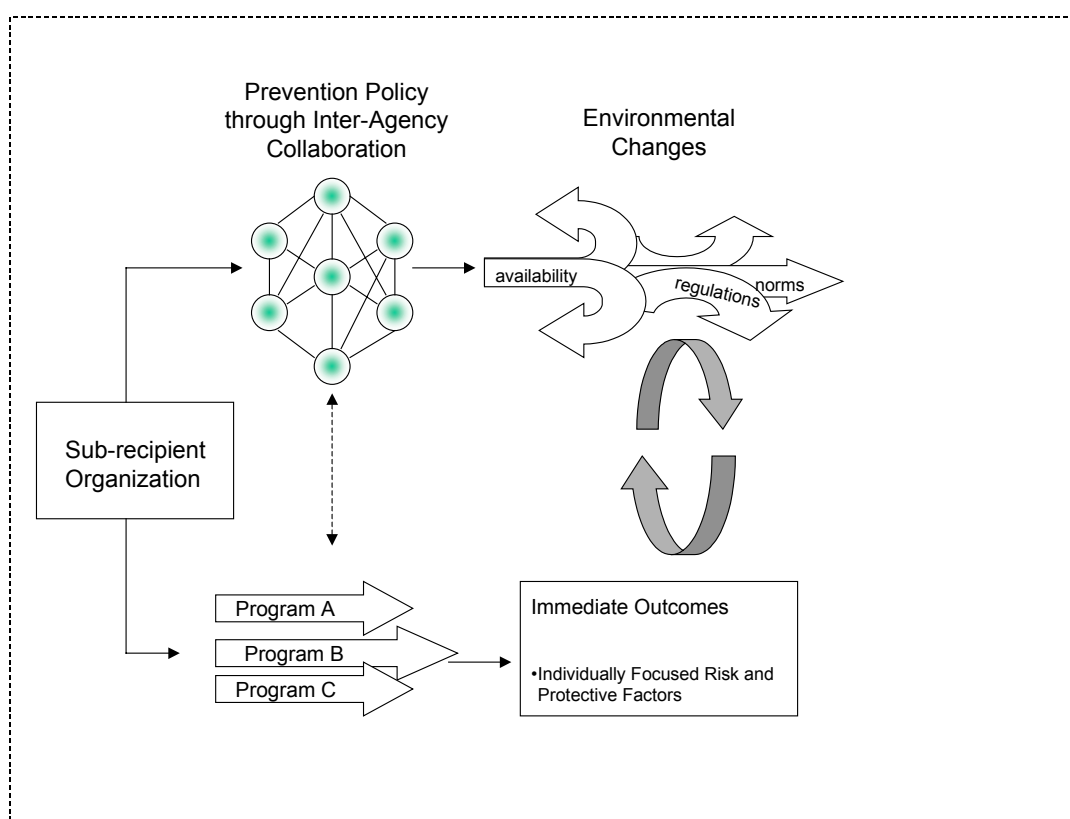 Prevention Policy
through Inter-Agency
Collaboration
Environmental
Changes
availability
regulations
norms
Sub-recipient
Organization
Program A
Program B
Program C
Immediate Outcomes
•Individually Focused Risk and
Protective Factors